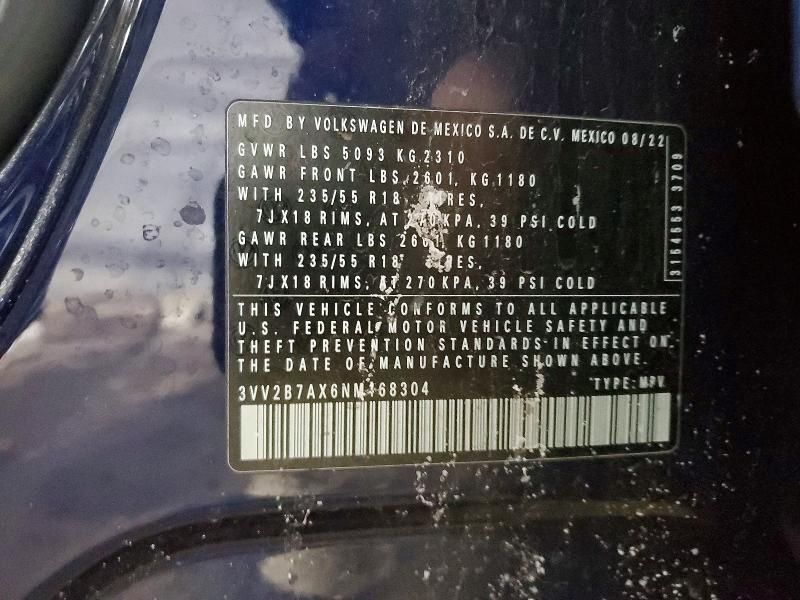 MFD BY VOLKSWAGEN DE MEXICO S.A. DE C.V. MEXICO 08/22
GVWR LBS 5093 KG 2310
GAWR FRONT LBS 2601, KG 1180
WITH 235/55 R18
7JX18 RIMS, AT 270 KPA, 39 PSI COLD
GAWR REAR LBS KG 1180
WITH 235/55 R18
7JX18 RIMS, AT 270 KPA, 39 PSI COLD
3154553 3709
THIS VEHICLE CONFORMS TO ALL APPLICABLE
U.S. FEDERAL MOTOR VEHICLE SAFETY AND
THEFT PREVENTION STANDARDS IN EFFECT ON
THE DATE OF MANUFACTURE SHOWN ABOVE.
3VV2B7AX6NM168304 TYPE: MPV